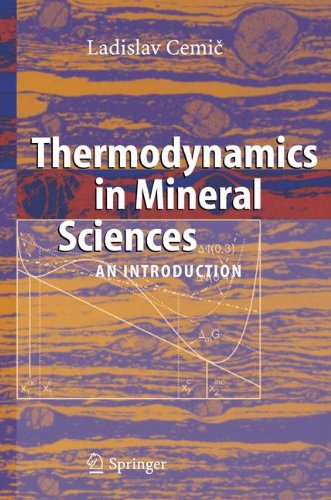 Ladislav Cemič
Thermodynamics
in Mineral
Sciences
AN INTRODUCTION
Springer